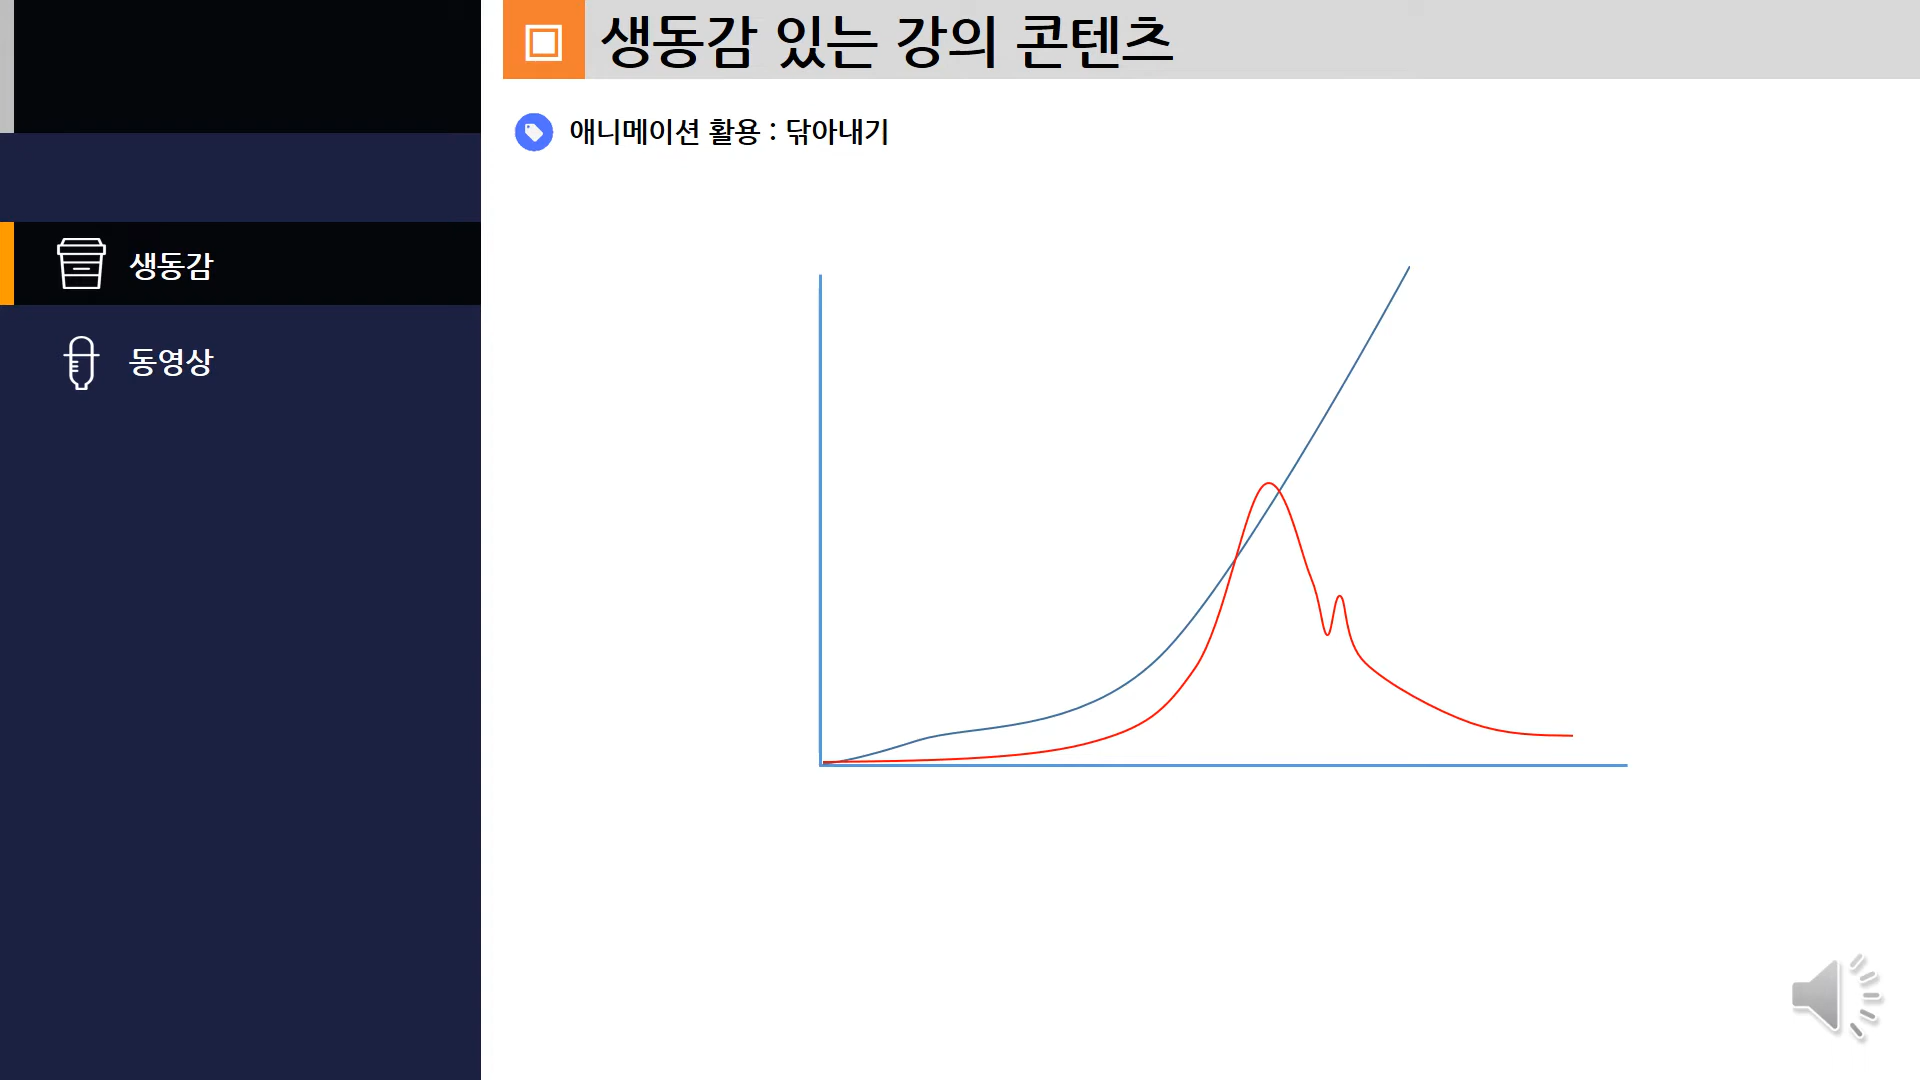 생동감 있는 강의 콘텐츠
애니메이션 활용 : 닦아내기
생동감
동영상